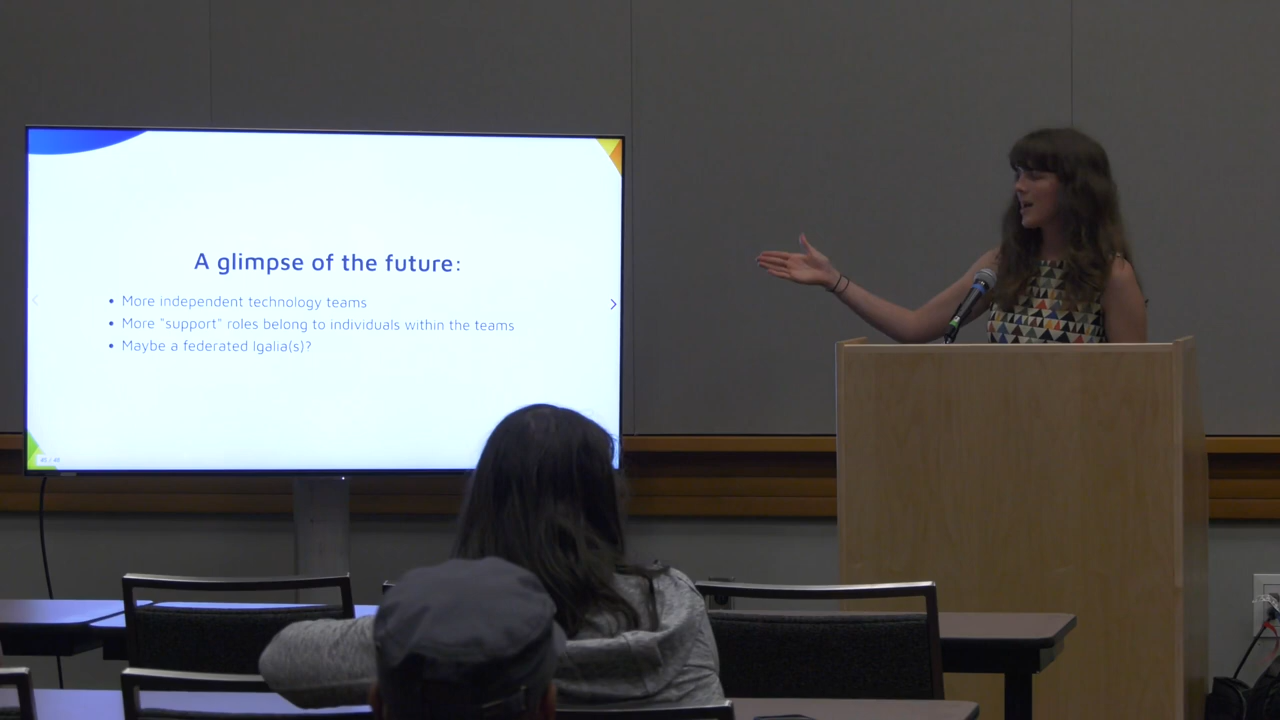 A glimpse of the future:
More independent technology teams
More "support" roles belong to individuals within the teams
Maybe a federated Igalia(s)?